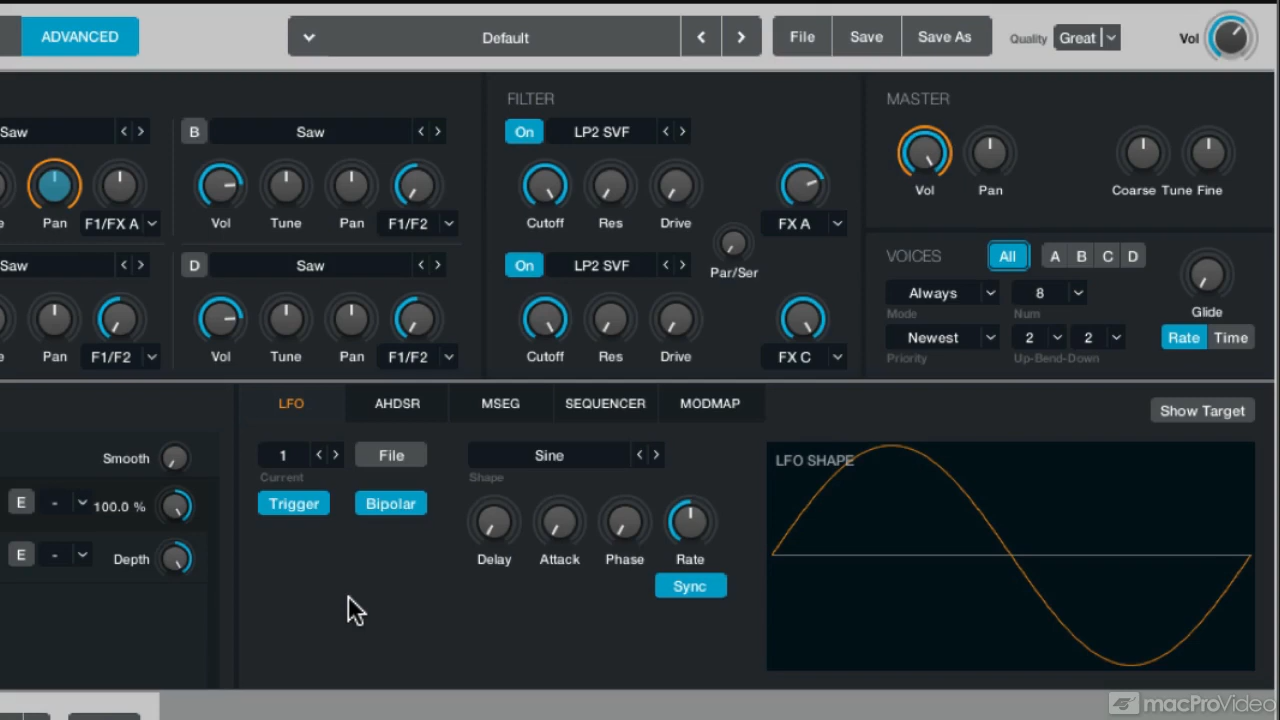 ADVANCED
Default
File
Save
Save As
Quality
Great
Vol
FILTER
MASTER
Saw
B
Saw
On
LP2 SVF
Pan
F1/FX A
Vol
Tune
Pan
F1/F2
Cutoff
Res
Drive
FX A
Vol
Pan
Coarse Tune Fine
Saw
D
Saw
On
LP2 SVF
Par/Ser
VOICES
All
A B C D
Always
8
Mode
Num
Glide
Newest
2
2
Rate
Time
Priority
Up-Bend-Down
Pan
F1/F2
Vol
Tune
Pan
F1/F2
Cutoff
Res
Drive
FX C
LFO
AHDSR
MSEG
SEQUENCER
MODMAP
Show Target
Smooth
1
File
Sine
LFO SHAPE
Current
Shape
E
-
100.0 %
Trigger
Bipolar
E
-
Depth
Delay
Attack
Phase
Rate
Sync
macProVideo